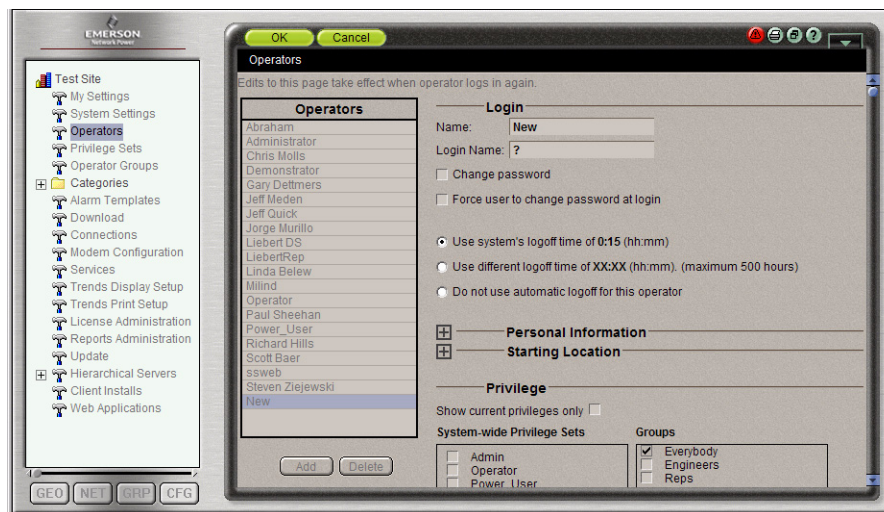 EMERSON
Network Power
Test Site
My Settings
System Settings
Operators
Privilege Sets
Operator Groups
Categories
Alarm Templates
Download
Connections
Modem Configuration
Services
Trends Display Setup
Trends Print Setup
License Administration
Reports Administration
Update
Hierarchical Servers
Client Installs
Web Applications
GEO NET GRP CFG
OK Cancel
Operators
Edits to this page take effect when operator logs in again.
Operators
Abraham
Administrator
Chris Molls
Demonstrator
Gary Dettmers
Jeff Meden
Jeff Quick
Jorge Murillo
Liebert DS
LiebertRep
Linda Belew
Milind
Operator
Paul Sheehan
Power_User
Richard Hills
Scott Baer
ssweb
Steven Ziejewski
New
Add Delete
Login
Name: New
Login Name: ?
Change password
Force user to change password at login
Use system's logoff time of 0:15 (hh:mm)
Use different logoff time of XX:XX (hh:mm). (maximum 500 hours)
Do not use automatic logoff for this operator
Personal Information
Starting Location
Privilege
Show current privileges only
System-wide Privilege Sets
Admin
Operator
Power_User
Groups
Everybody
Engineers
Reps